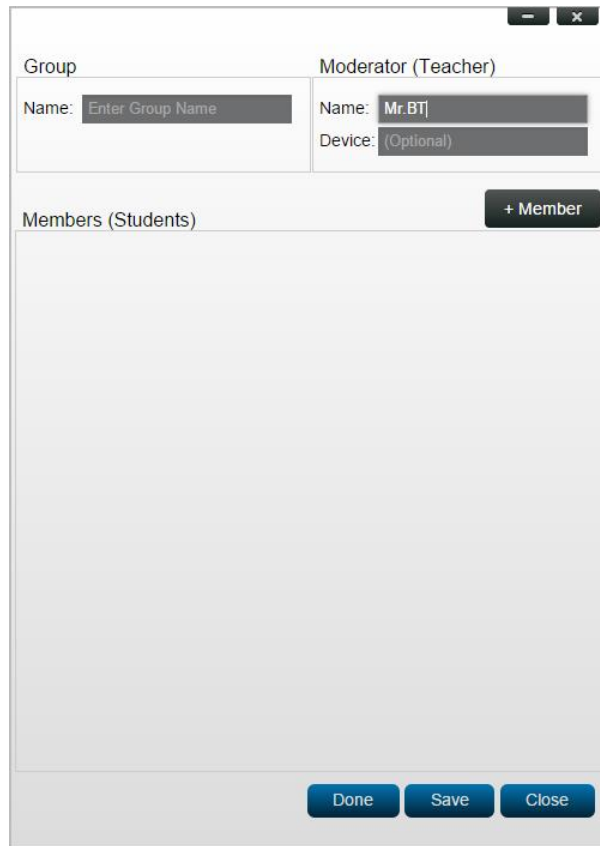 Group
Name: Enter Group Name
Moderator (Teacher)
Name: Mr.BT
Device: (Optional)
Members (Students)
+ Member
Done
Save
Close